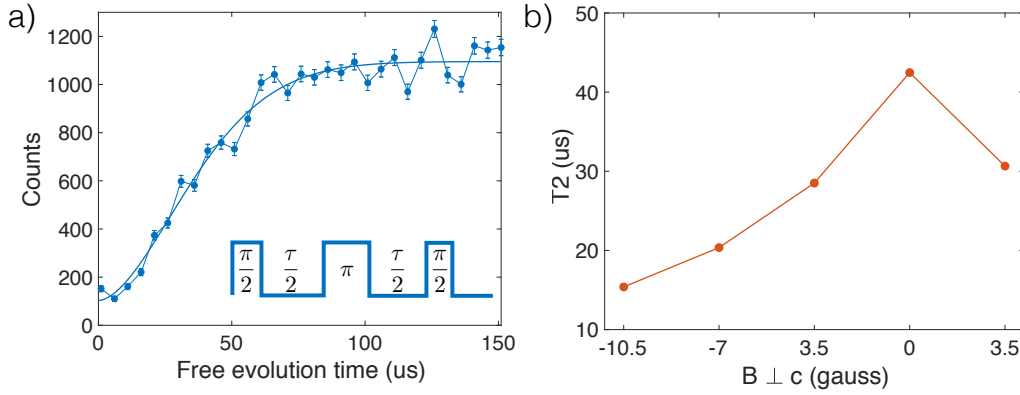 a)
1200
1000
800
600
400
200
0
Counts
π/2 τ/2 π τ/2 π/2
0 50 100 150
Free evolution time (us)
b)
50
40
30
20
10
T2 (us)
-10.5 -7 3.5 0 3.5
B ⊥ c (gauss)